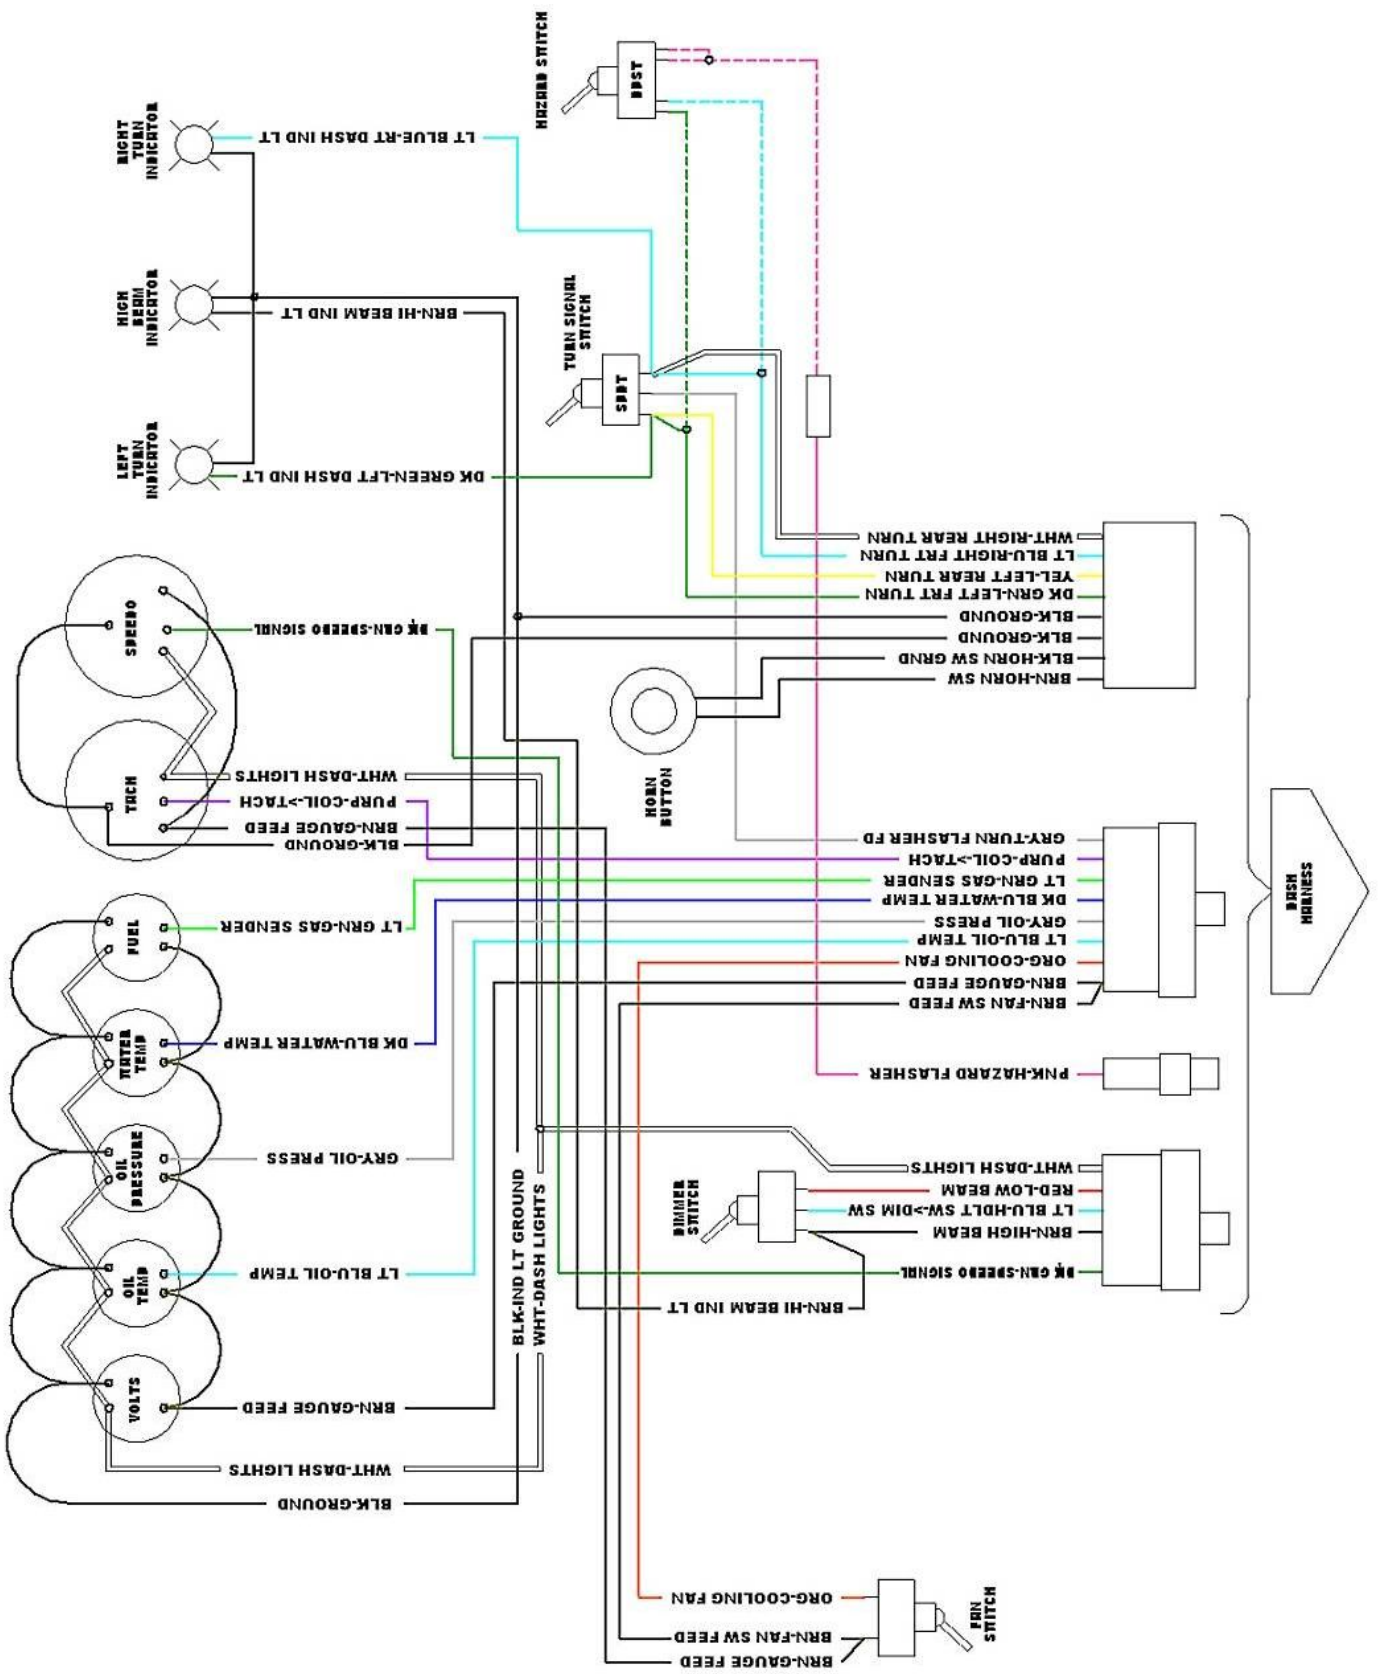 HAZARD SWITCH
DDST
RIGHT
TURN
INDICATOR
LT BLUE-RT DASH IND LT
HIGH
BEAM
INDICATOR
BRN-HI BEAM IND LT
TURN SIGNAL
SWITCH
SDDT
LEFT
TURN
INDICATOR
DK GREEN-LFT DASH IND LT
WHT-RIGHT REAR TURN
LT BLU-RIGHT FRT TURN
YEL-LEFT REAR TURN
DK GRN-LEFT FRT TURN
BLK-GROUND
BLK-GROUND
BLK-HORN SW GRND
BRN-HORN SW
SPEEDO
DK GRN-SPEEDO SIGNAL
TACH
WHT-DASH LIGHTS
PURP-COIL->TACH
BRN-GAUGE FEED
BLK-GROUND
HORN
BUTTON
GRY-TURN FLASHER FD
PURP-COIL->TACH
LT GRN-GAS SENDER
DK BLU-WATER TEMP
GRY-OIL PRESS
LT BLU-OIL TEMP
ORG-COOLING FAN
BRN-GAUGE FEED
BRN-FAN SW FEED
DASH
HARNESS
FUEL
LT GRN-GAS SENDER
WATER
TEMP
DK BLU-WATER TEMP
PNK-HAZARD FLASHER
OIL
PRESSURE
GRY-OIL PRESS
BLK-IND LT GROUND
WHT-DASH LIGHTS
DIMMER
SWITCH
WHT-DASH LIGHTS
RED-LOW BEAM
LT BLU-HDLT SW->DIM SW
BRN-HIGH BEAM
DK GRN-SPEEDO SIGNAL
BRN-HI BEAM IND LT
OIL
TEMP
LT BLU-OIL TEMP
VOLTS
BRN-GAUGE FEED
WHT-DASH LIGHTS
BLK-GROUND
ORG-COOLING FAN
BRN-FAN SW FEED
BRN-GAUGE FEED
FAN
SWITCH